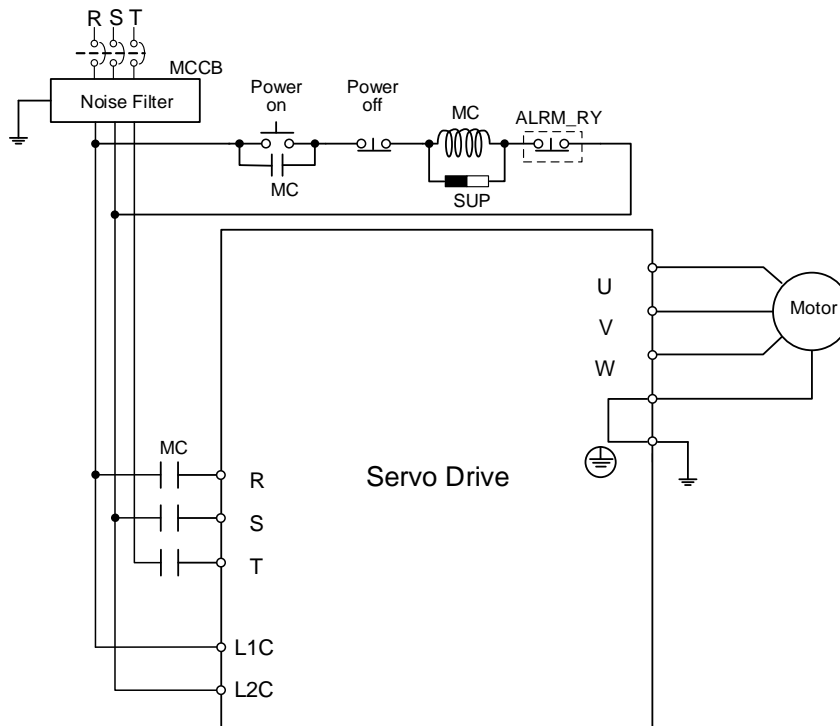 R S T
MCCB
Noise Filter
Power
on
Power
off
MC
ALRM_RY
MC
SUP
U
V
W
Motor
MC
R
S
T
Servo Drive
L1C
L2C